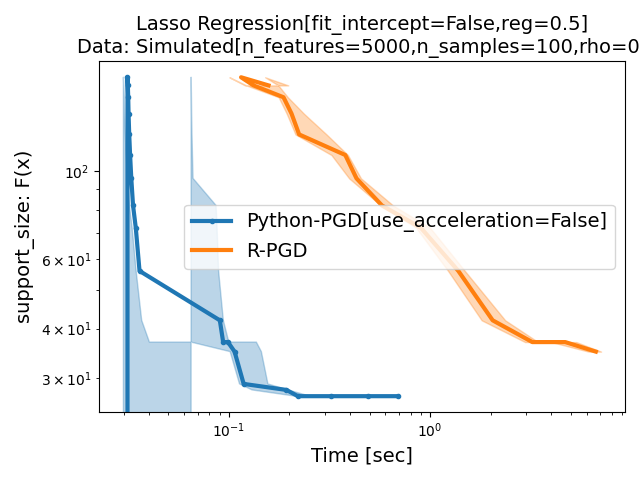 Lasso Regression[fit_intercept=False,reg=0.5]
Data: Simulated[n_features=5000,n_samples=100,rho=0
support_size: F(x)
10²
6 × 10¹
4 × 10¹
3 × 10¹
Python-PGD[use_acceleration=False]
R-PGD
10⁻¹
10⁰
Time [sec]